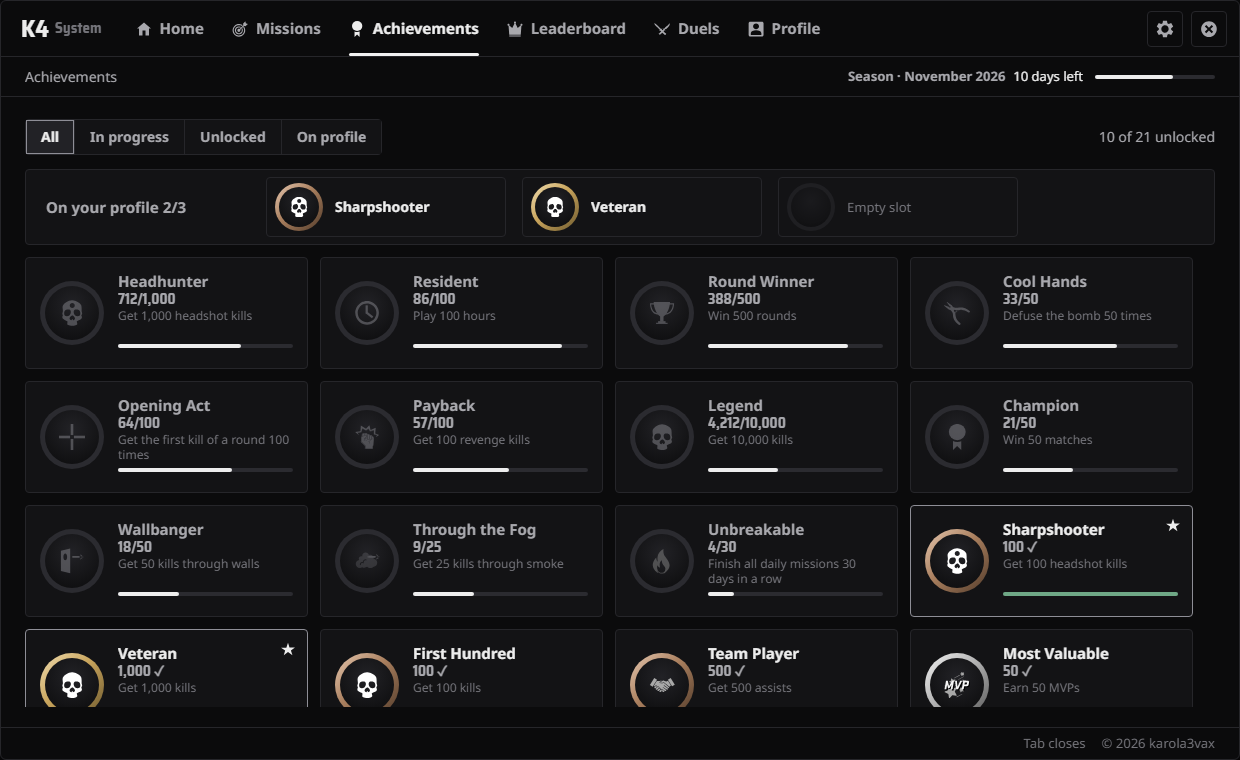 K4 System
Home
Missions
Achievements
Leaderboard
Duels
Profile
Achievements
Season · November 2026 10 days left
All
In progress
Unlocked
On profile
10 of 21 unlocked
On your profile 2/3
Sharpshooter
Veteran
Empty slot
Headhunter
712/1,000
Get 1,000 headshot kills
Resident
86/100
Play 100 hours
Round Winner
388/500
Win 500 rounds
Cool Hands
33/50
Defuse the bomb 50 times
Opening Act
64/100
Get the first kill of a round 100
times
Payback
57/100
Get 100 revenge kills
Legend
4,212/10,000
Get 10,000 kills
Champion
21/50
Win 50 matches
Wallbanger
18/50
Get 50 kills through walls
Through the Fog
9/25
Get 25 kills through smoke
Unbreakable
4/30
Finish all daily missions 30
days in a row
Sharpshooter
100 ✓
Get 100 headshot kills
Veteran
1,000 ✓
Get 1,000 kills
First Hundred
100 ✓
Get 100 kills
Team Player
500 ✓
Get 500 assists
MVP
Most Valuable
50 ✓
Earn 50 MVPs
Tab closes
© 2026 karola3vax